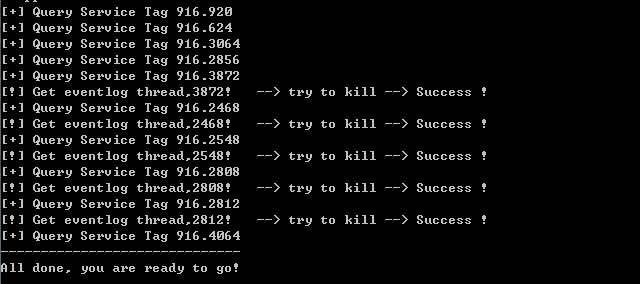 [+] Query Service Tag 916.920
[+] Query Service Tag 916.624
[+] Query Service Tag 916.3064
[+] Query Service Tag 916.2856
[+] Query Service Tag 916.3872
[!] Get eventlog thread,3872!   --> try to kill --> Success !
[+] Query Service Tag 916.2468
[!] Get eventlog thread,2468!   --> try to kill --> Success !
[+] Query Service Tag 916.2548
[!] Get eventlog thread,2548!   --> try to kill --> Success !
[+] Query Service Tag 916.2808
[!] Get eventlog thread,2808!   --> try to kill --> Success !
[+] Query Service Tag 916.2812
[!] Get eventlog thread,2812!   --> try to kill --> Success !
[+] Query Service Tag 916.4064
------------------------------
All done, you are ready to go!